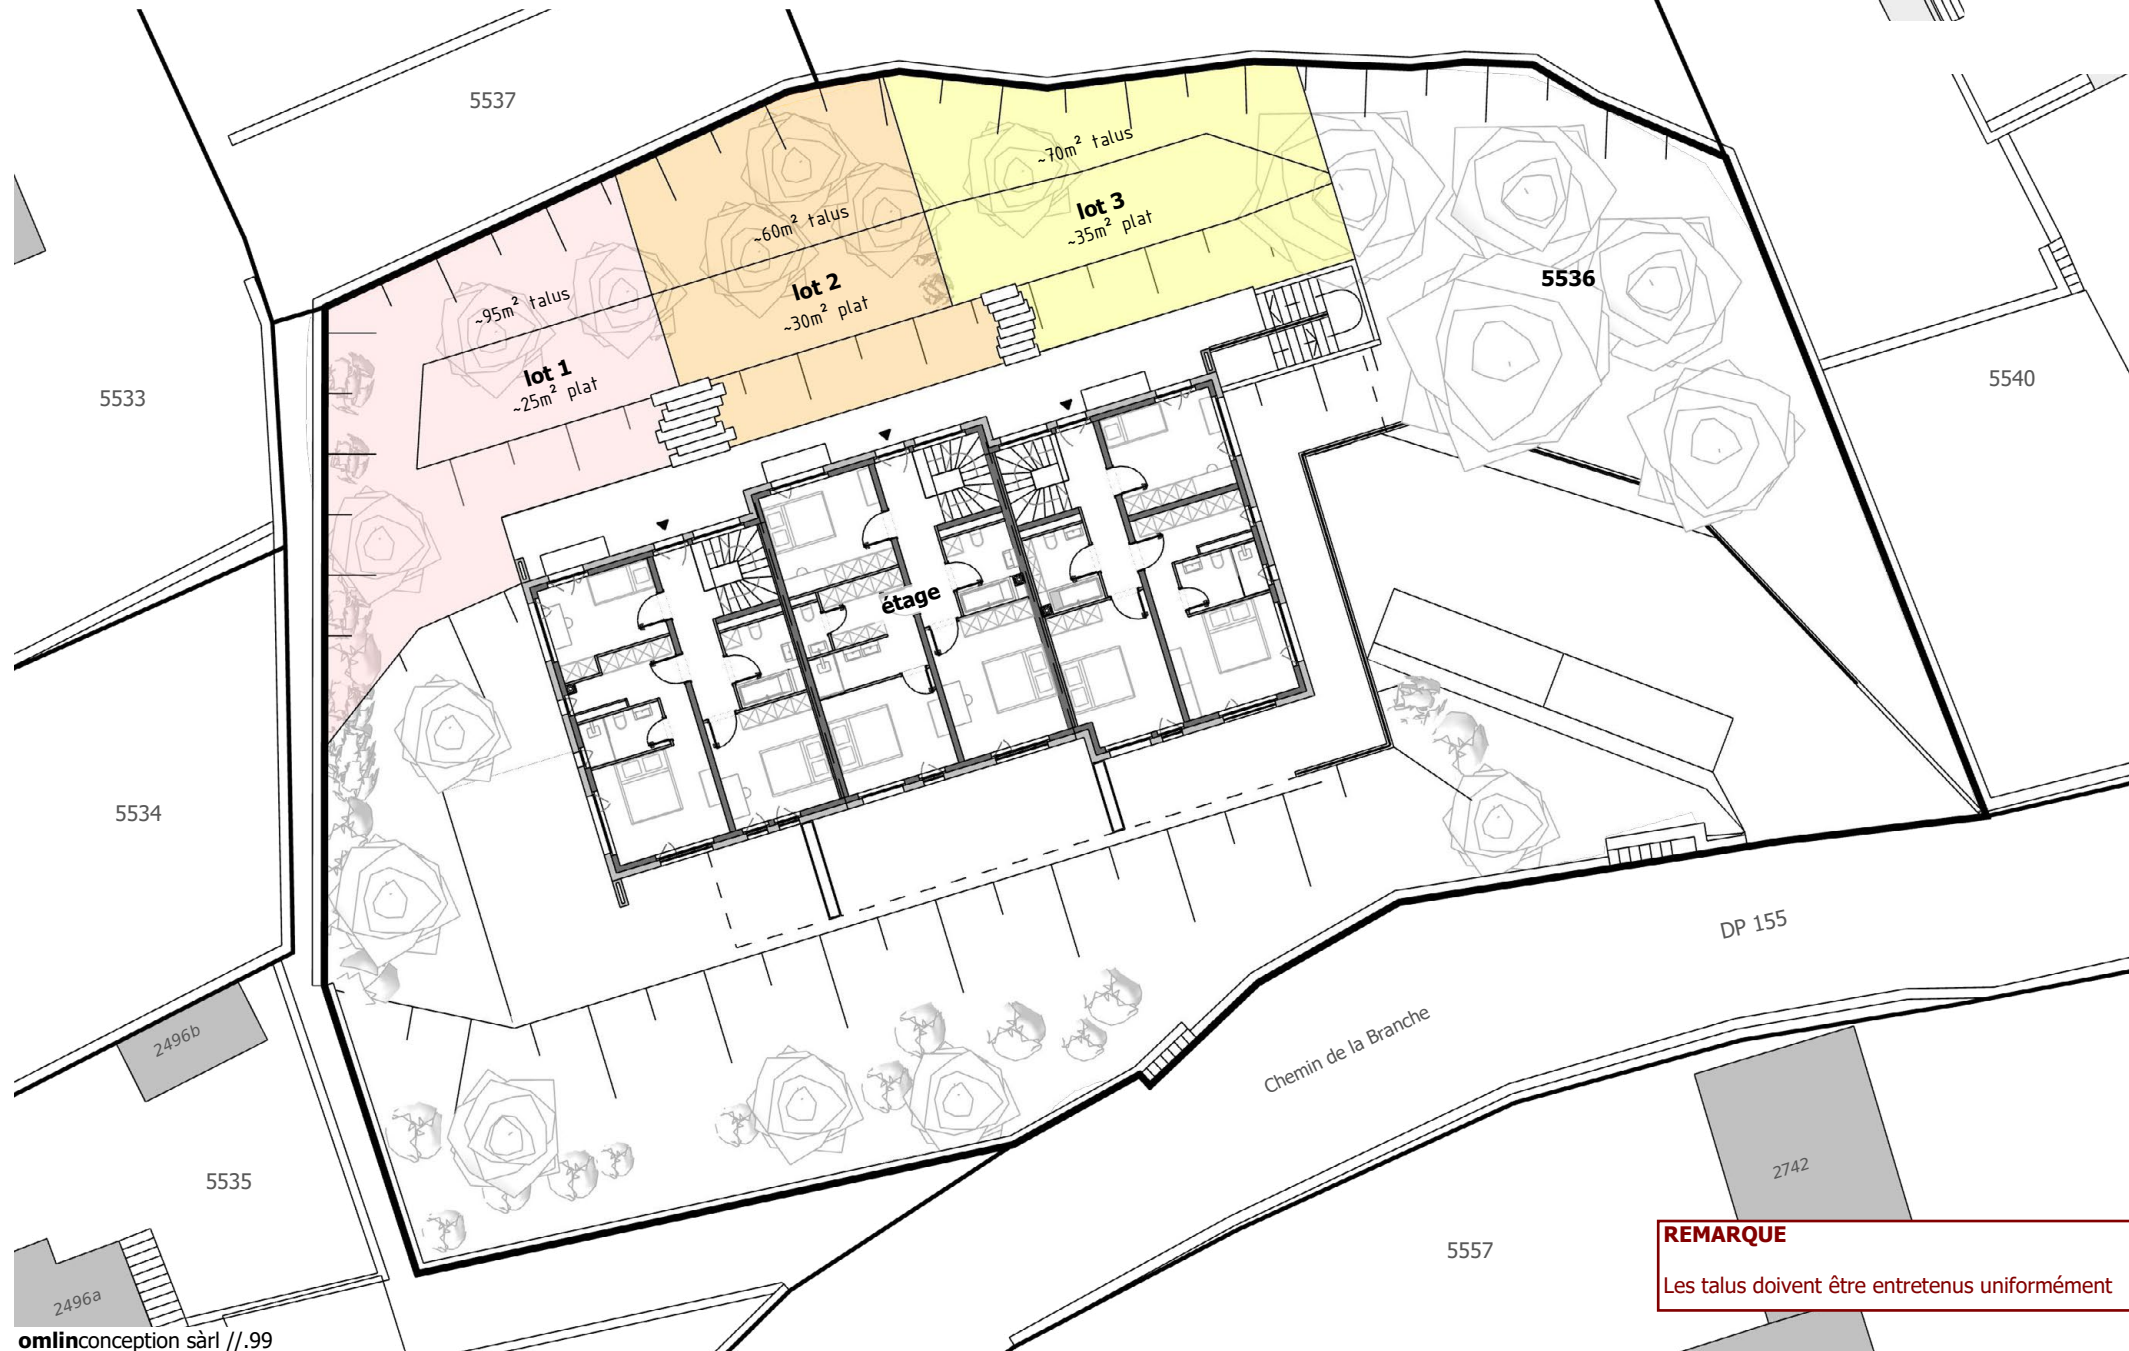 5537
~70m² talus
lot 3
~35m² plat
~60m² talus
lot 2
~30m² plat
~95m² talus
lot 1
~25m² plat
5536
5533
5540
étage
5534
DP 155
Chemin de la Branche
2496b
5535
2742
5557
2496a
REMARQUE
Les talus doivent être entretenus uniformément
omlinconception sàrl //.99